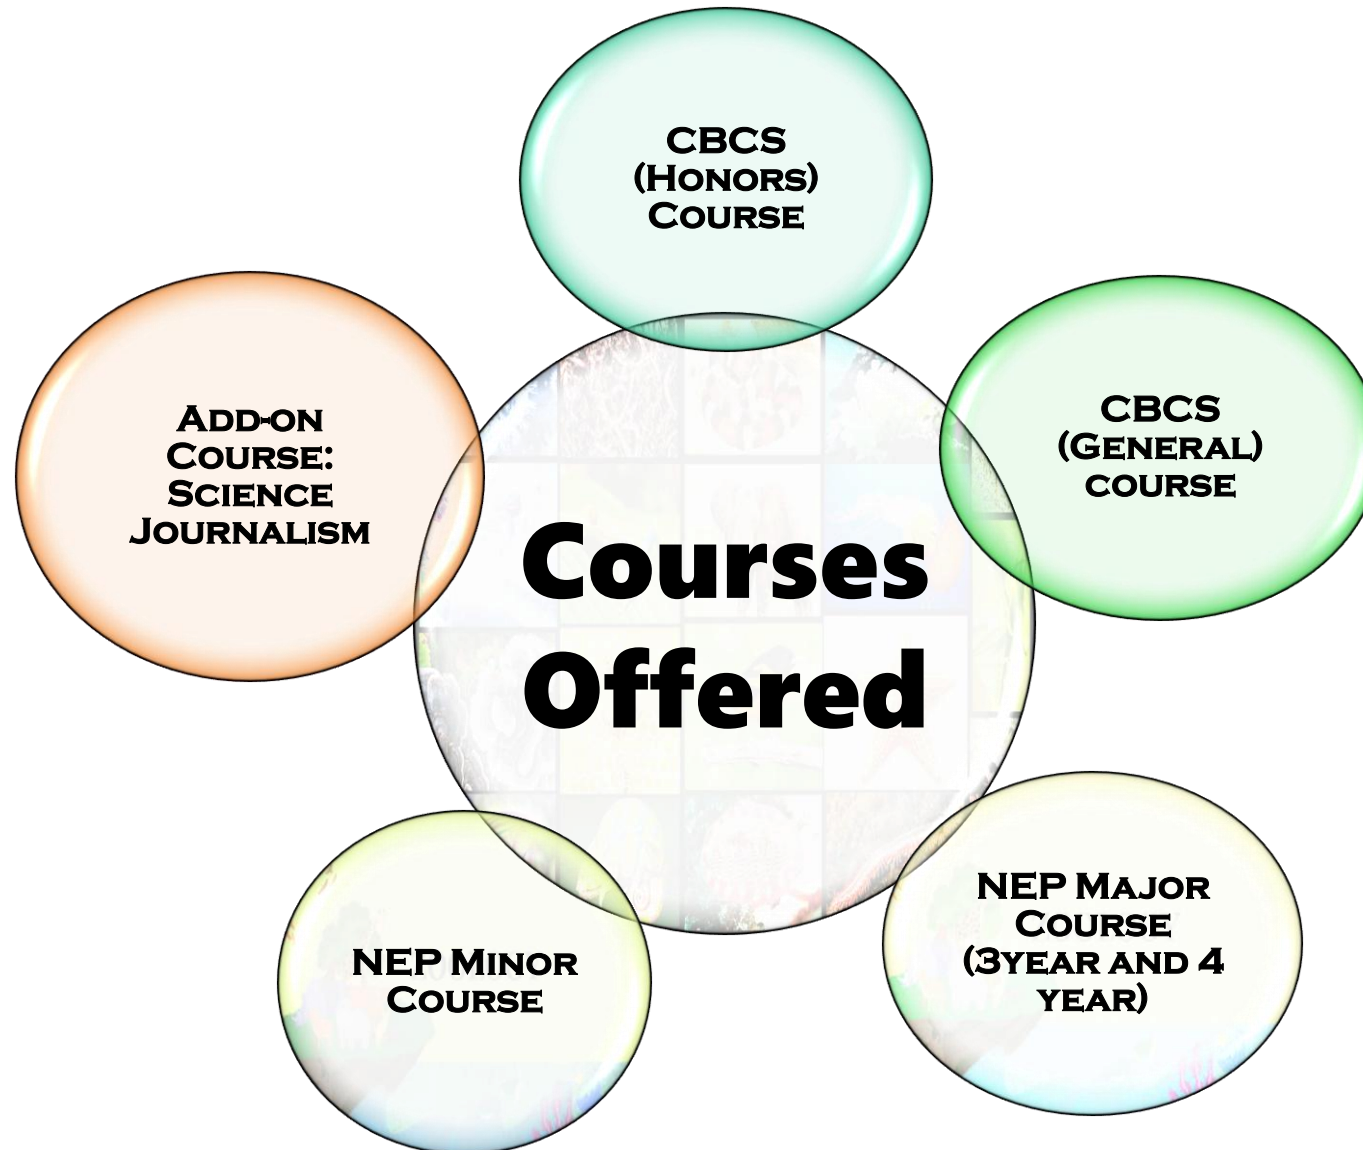 CBCS
(Honors)
Course
Add-on
Course:
Science
Journalism
CBCS
(General)
course
Courses
Offered
NEP Major
Course
(3year and 4
year)
NEP Minor
Course